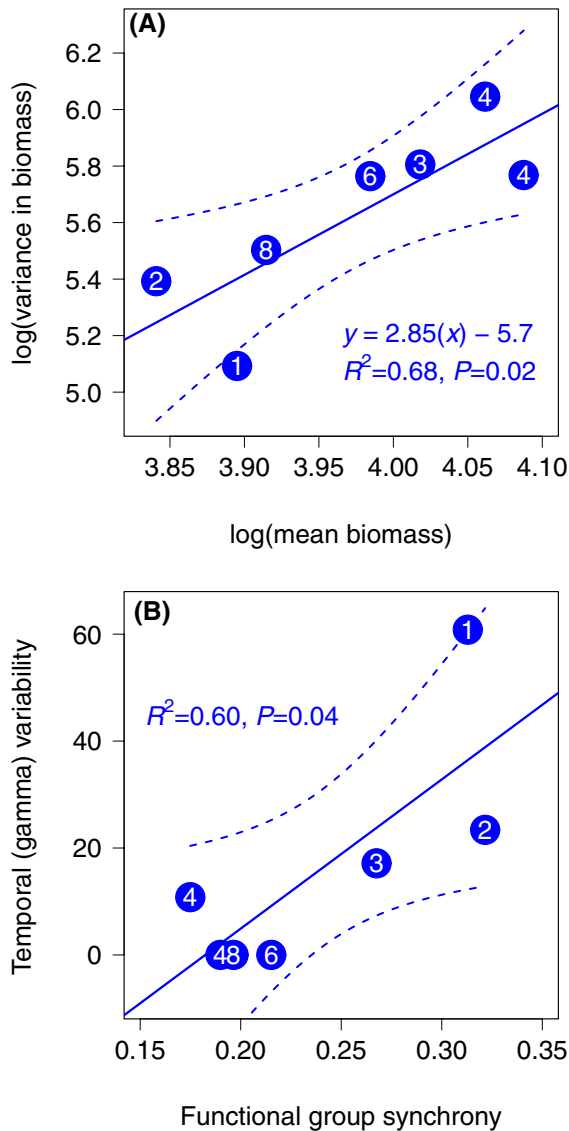 (A)
log(variance in biomass)
6.2
6.0
5.8
5.6
5.4
5.2
5.0
4
3
6
4
8
2
1
y = 2.85(x) − 5.7
R²=0.68, P=0.02
3.85 3.90 3.95 4.00 4.05 4.10
log(mean biomass)
(B)
Temporal (gamma) variability
60
40
20
0
1
R²=0.60, P=0.04
2
3
4
4 8 6
0.15 0.20 0.25 0.30 0.35
Functional group synchrony